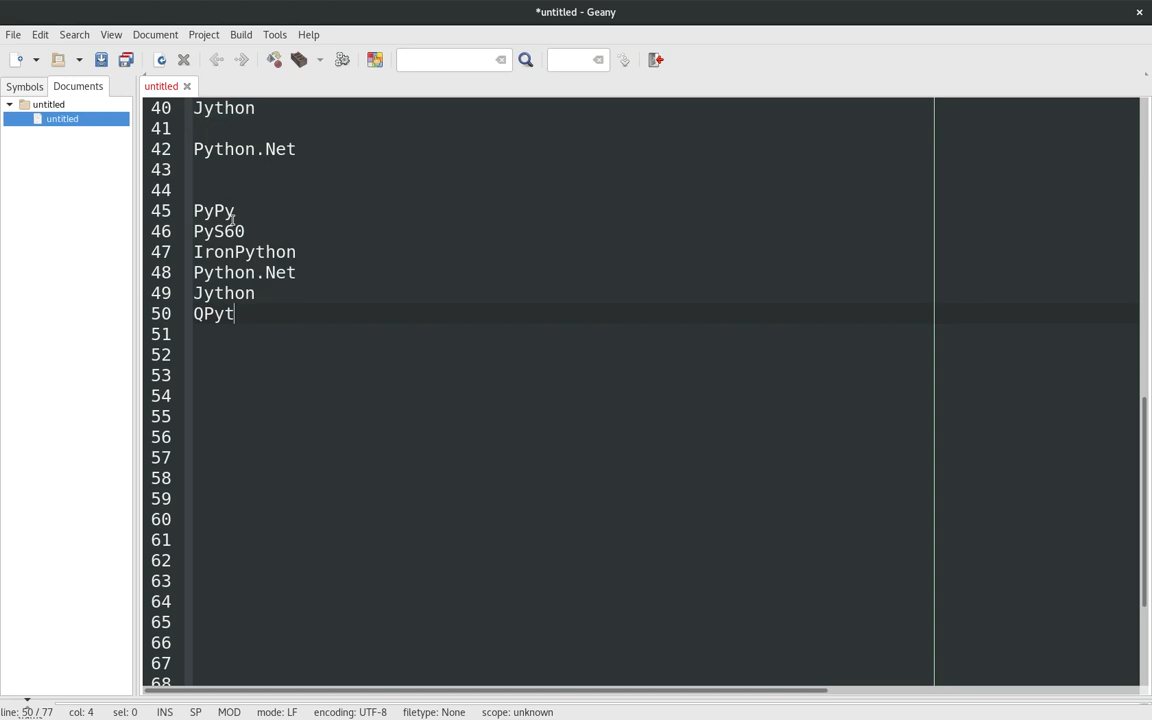 *untitled - Geany ×
File Edit Search View Document Project Build Tools Help
Symbols Documents untitled
untitled
untitled
40 Jython
41
42 Python.Net
43
44
45 PyPy
46 PyS60
47 IronPython
48 Python.Net
49 Jython
50 QPyt
51
52
53
54
55
56
57
58
59
60
61
62
63
64
65
66
67
68
line: 50 / 77 col: 4 sel: 0 INS SP MOD mode: LF encoding: UTF-8 filetype: None scope: unknown